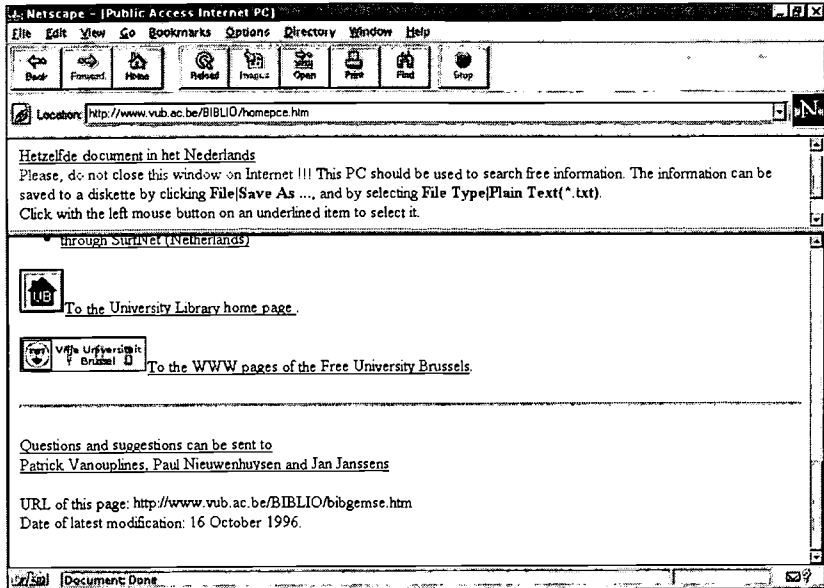 Netscape - [Public Access Internet PC]
File Edit View Go Bookmarks Options Directory Window Help
Back Forward Home Reload Images Open Print Find Stop
Location: http://www.vub.ac.be/BIBLIO/homepce.htm
N
Hetzelfde document in het Nederlands
Please, do not close this window on Internet !!! This PC should be used to search free information. The information can be
saved to a diskette by clicking File|Save As ..., and by selecting File Type|Plain Text(*.txt).
Click with the left mouse button on an underlined item to select it.
through SurfNet (Netherlands)
UB
To the University Library home page .
Vrije Universiteit
Brussel
To the WWW pages of the Free University Brussels.
Questions and suggestions can be sent to
Patrick Vanouplines, Paul Nieuwenhuysen and Jan Janssens
URL of this page: http://www.vub.ac.be/BIBLIO/bibgemse.htm
Date of latest modification: 16 October 1996.
Document: Done